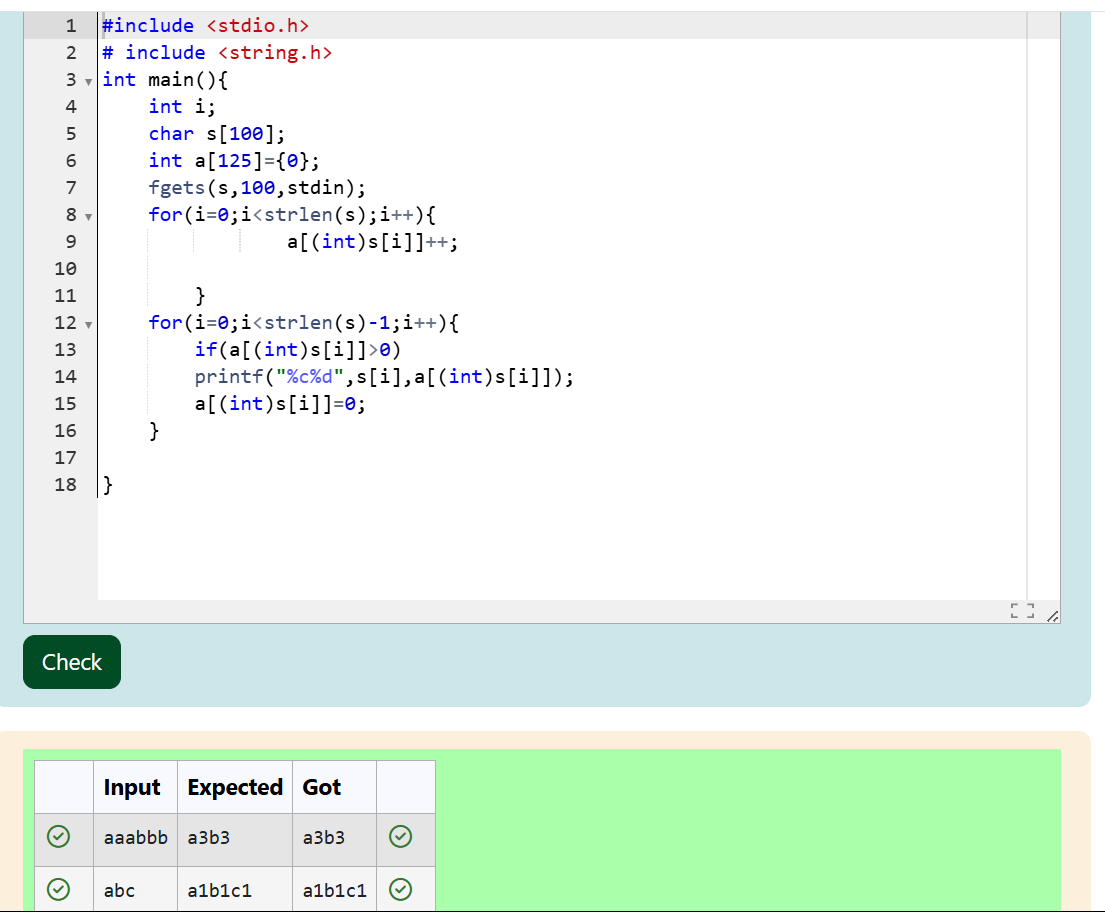 1 #include <stdio.h>
2 # include <string.h>
3 int main(){
4     int i;
5     char s[100];
6     int a[125]={0};
7     fgets(s,100,stdin);
8     for(i=0;i<strlen(s);i++){
9                 a[(int)s[i]]++;
10
11         }
12     for(i=0;i<strlen(s)-1;i++){
13         if(a[(int)s[i]]>0)
14         printf("%c%d",s[i],a[(int)s[i]]);
15         a[(int)s[i]]=0;
16     }
17
18 }
Check
Input Expected Got
aaabbb a3b3 a3b3
abc a1b1c1 a1b1c1